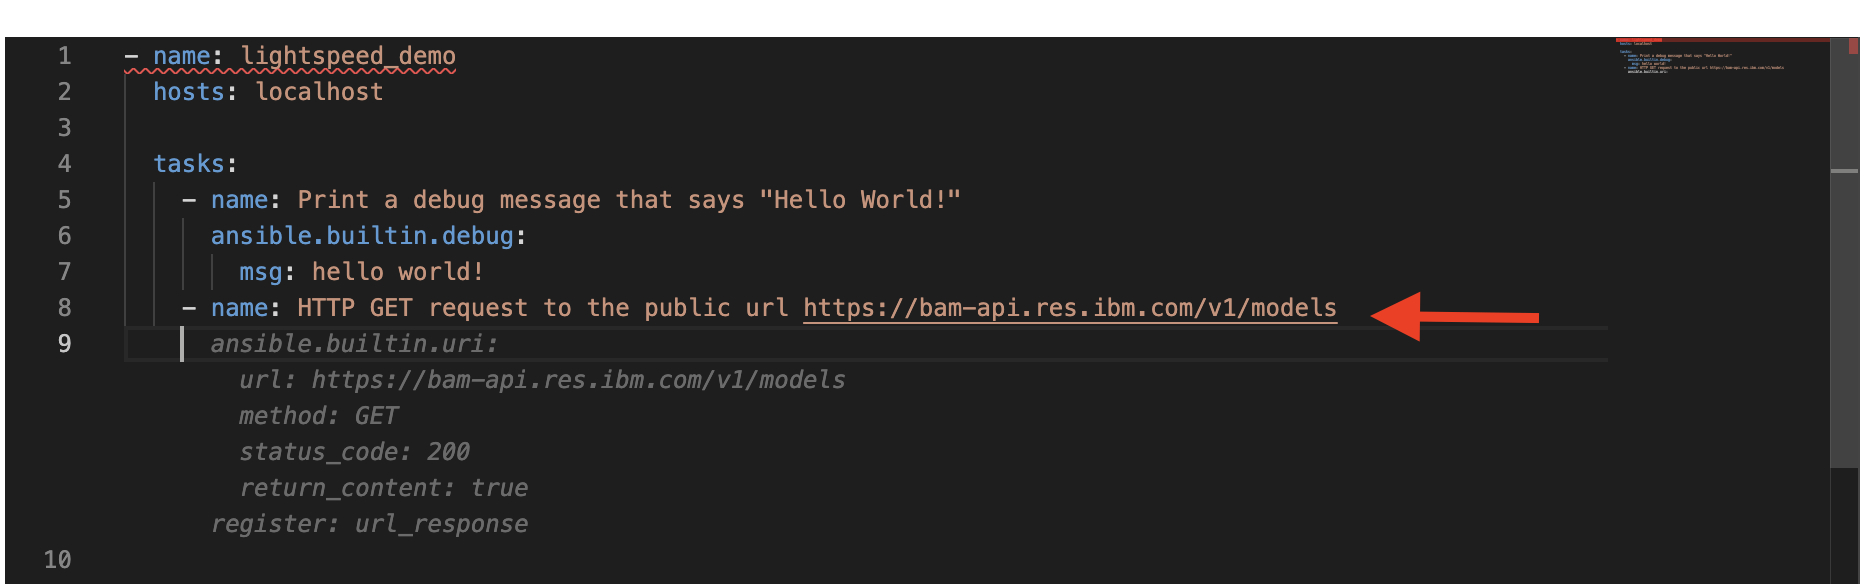 1 - name: lightspeed_demo
2 hosts: localhost
3
4 tasks:
5 - name: Print a debug message that says "Hello World!"
6 ansible.builtin.debug:
7 msg: hello world!
8 - name: HTTP GET request to the public url https://bam-api.res.ibm.com/v1/models
9 ansible.builtin.uri:
url: https://bam-api.res.ibm.com/v1/models
method: GET
status_code: 200
return_content: true
register: url_response
10